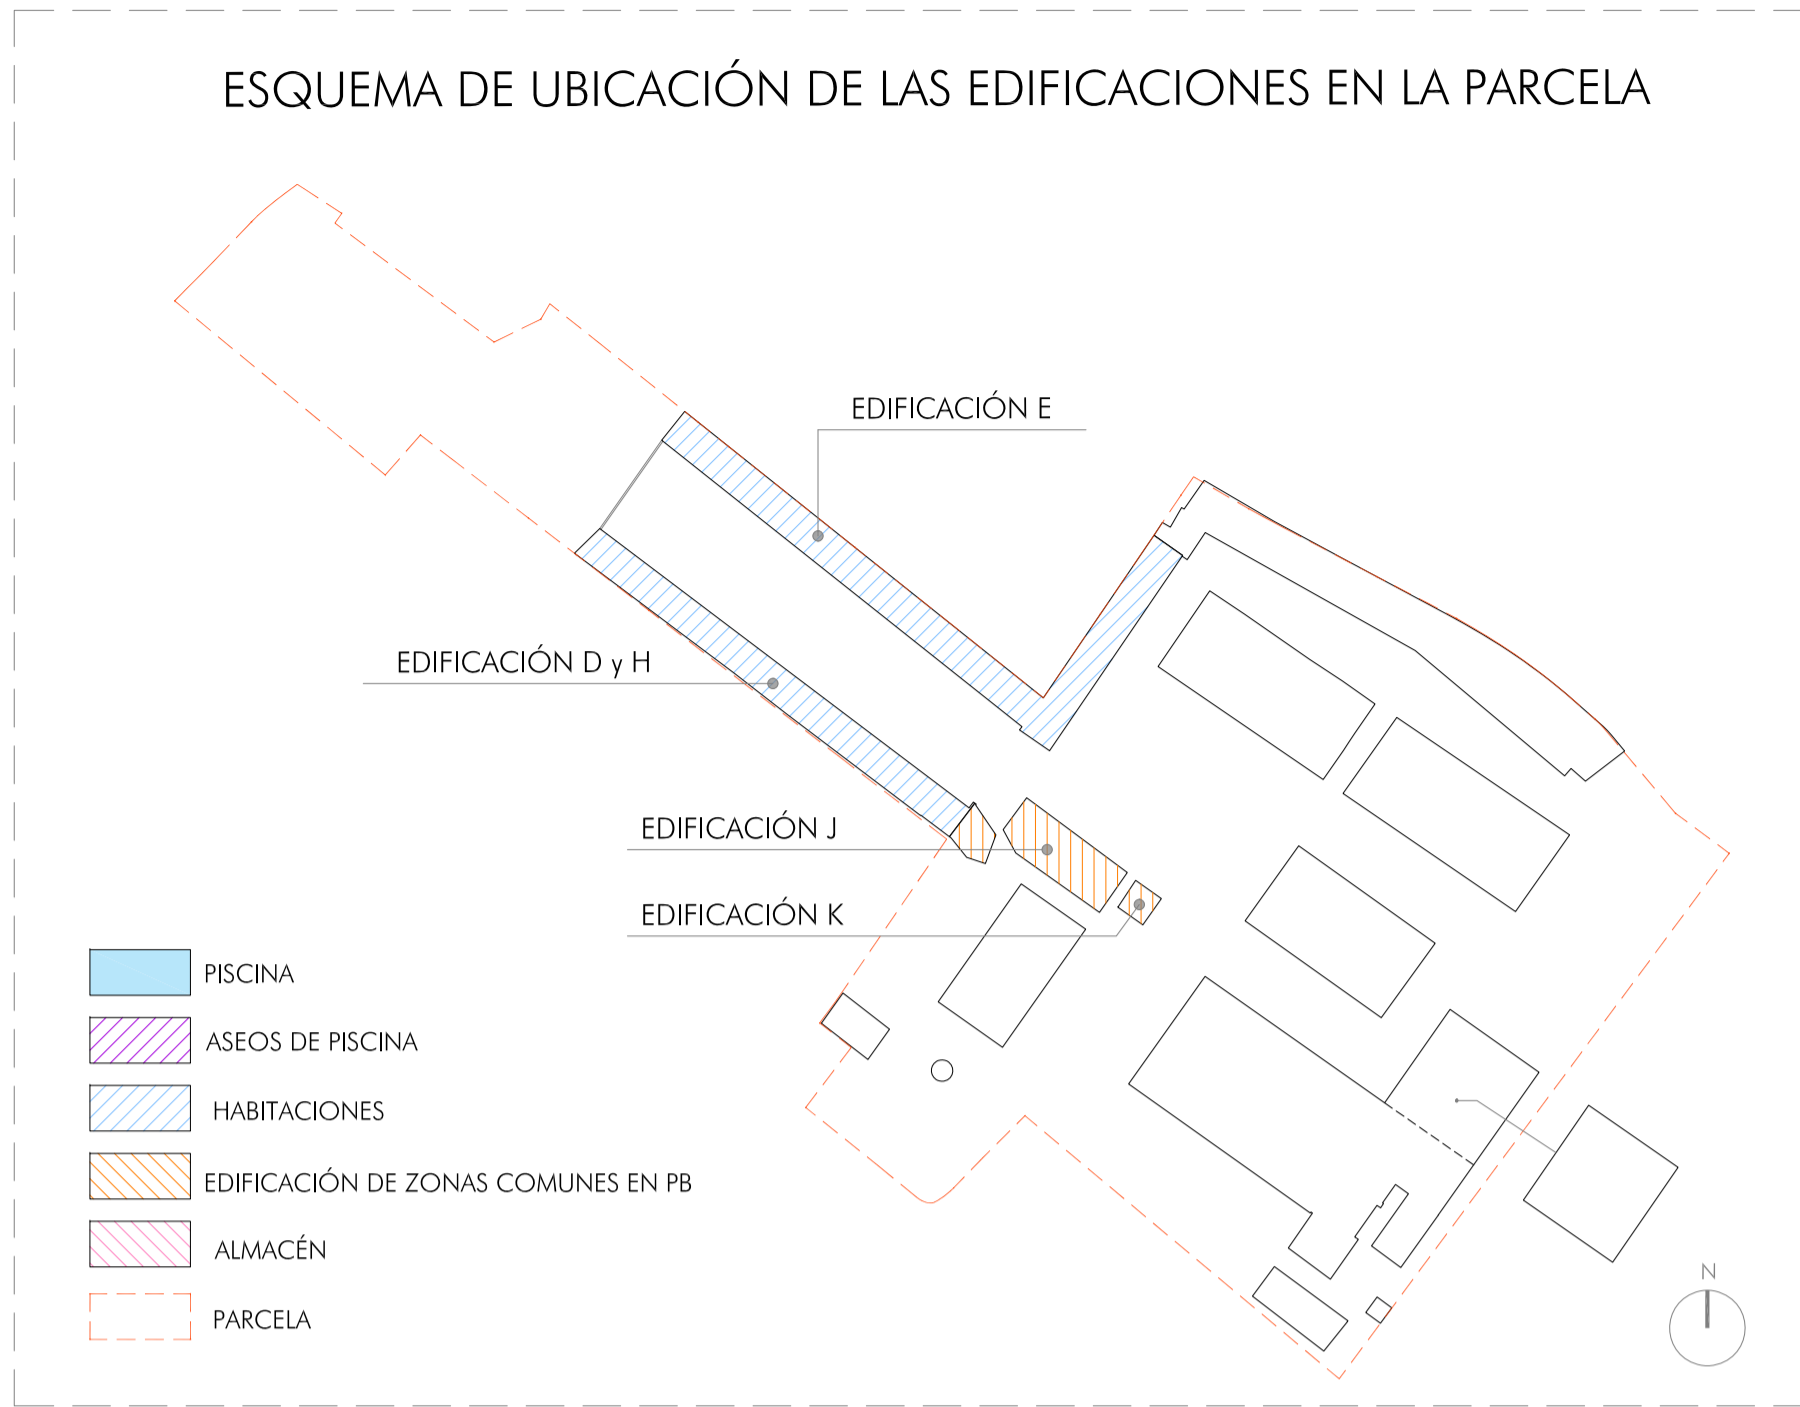 ESQUEMA DE UBICACIÓN DE LAS EDIFICACIONES EN LA PARCELA
EDIFICACIÓN E
EDIFICACIÓN D y H
EDIFICACIÓN J
EDIFICACIÓN K
PISCINA
ASEOS DE PISCINA
HABITACIONES
EDIFICACIÓN DE ZONAS COMUNES EN PB
ALMACÉN
PARCELA
N